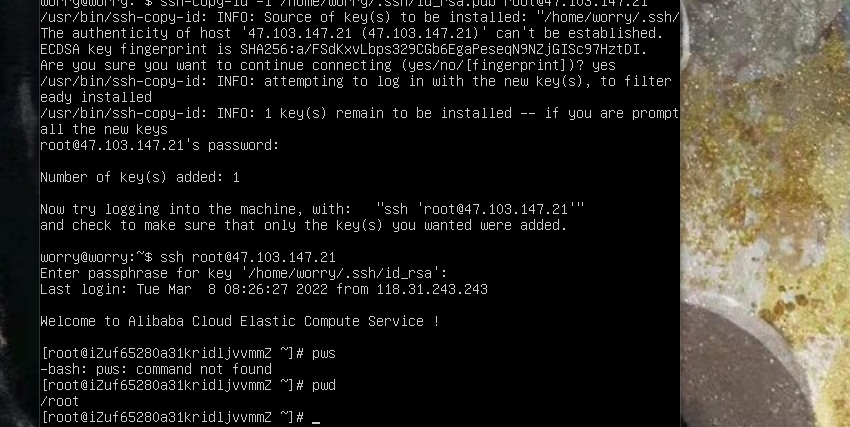 worry@worry:~$ ssh-copy-id -i /home/worry/.ssh/id_rsa.pub root@47.103.147.21
/usr/bin/ssh-copy-id: INFO: Source of key(s) to be installed: "/home/worry/.ssh/
The authenticity of host '47.103.147.21 (47.103.147.21)' can't be established.
ECDSA key fingerprint is SHA256:a/FSdKxvLbps329CGb6EgaPeseqN9NZjGISc97HztDI.
Are you sure you want to continue connecting (yes/no/[fingerprint])? yes
/usr/bin/ssh-copy-id: INFO: attempting to log in with the new key(s), to filter
eady installed
/usr/bin/ssh-copy-id: INFO: 1 key(s) remain to be installed -- if you are prompt
all the new keys
root@47.103.147.21's password:
Number of key(s) added: 1
Now try logging into the machine, with:   "ssh 'root@47.103.147.21'"
and check to make sure that only the key(s) you wanted were added.
worry@worry:~$ ssh root@47.103.147.21
Enter passphrase for key '/home/worry/.ssh/id_rsa':
Last login: Tue Mar  8 08:26:27 2022 from 118.31.243.243
Welcome to Alibaba Cloud Elastic Compute Service !
[root@iZuf65280a31kridljvvmmZ ~]# pws
-bash: pws: command not found
[root@iZuf65280a31kridljvvmmZ ~]# pwd
/root
[root@iZuf65280a31kridljvvmmZ ~]# _